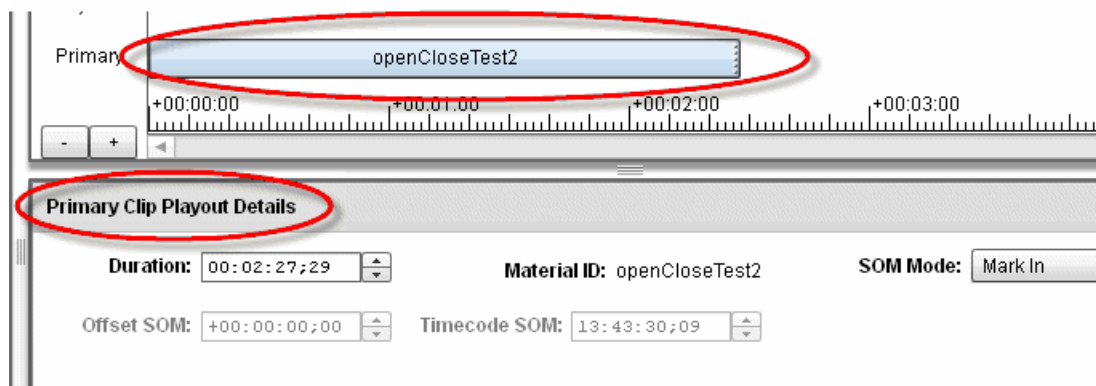 Primary openCloseTest2
+00:00:00 +00:01:00 +00:02:00 +00:03:00
- +
Primary Clip Playout Details
Duration: 00:02:27;29 Material ID: openCloseTest2 SOM Mode: Mark In
Offset SOM: +00:00:00;00 Timecode SOM: 13:43:30;09